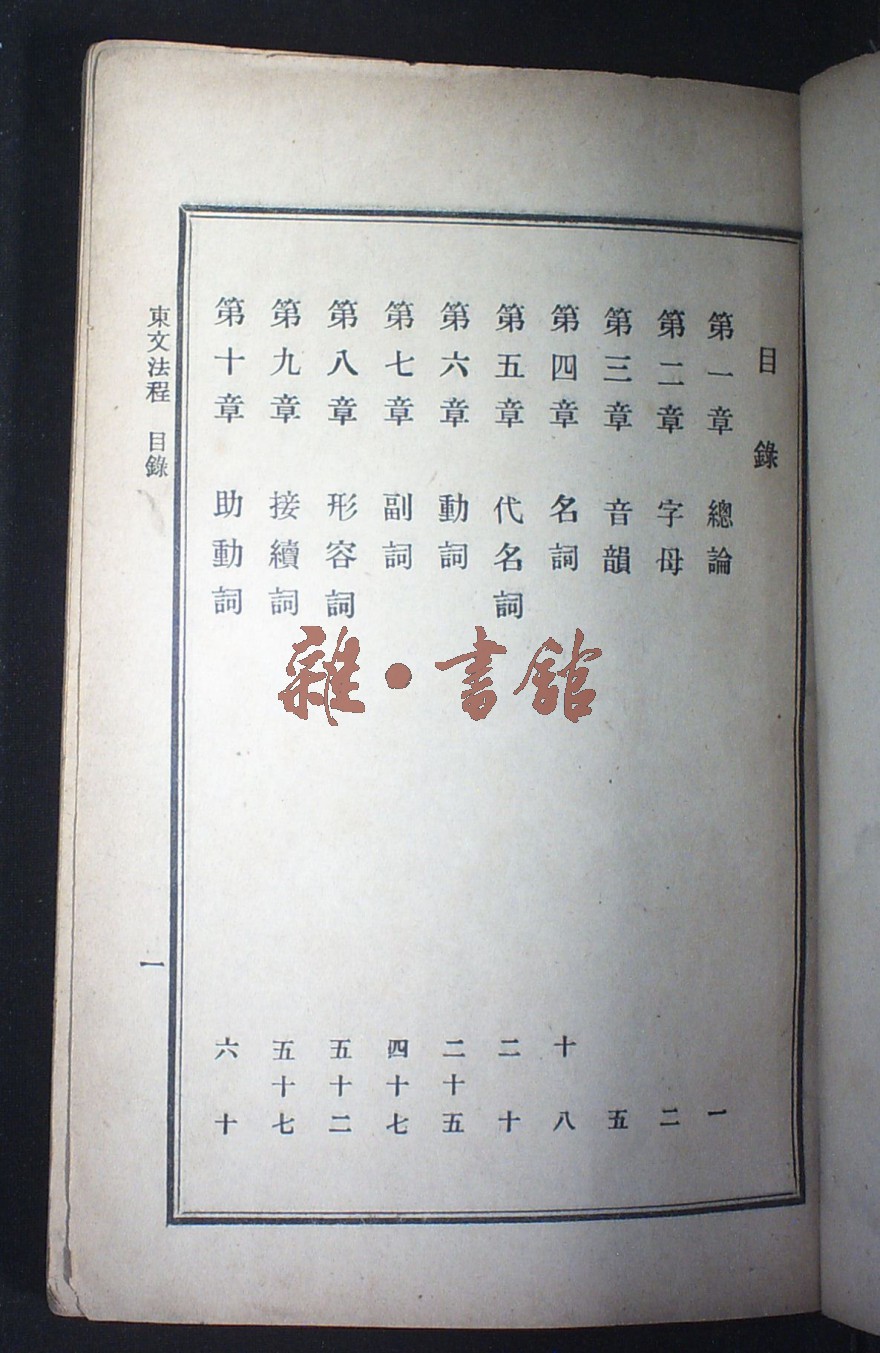 目錄
第一章 總論 一
第二章 字母 二
第三章 音韻 五
第四章 名詞 十八
第五章 代名詞 二十
第六章 動詞 二十五
第七章 副詞 四十七
第八章 形容詞 五十二
第九章 接續詞 五十七
第十章 助動詞 六十
東文法程 目錄 一
雜·書館